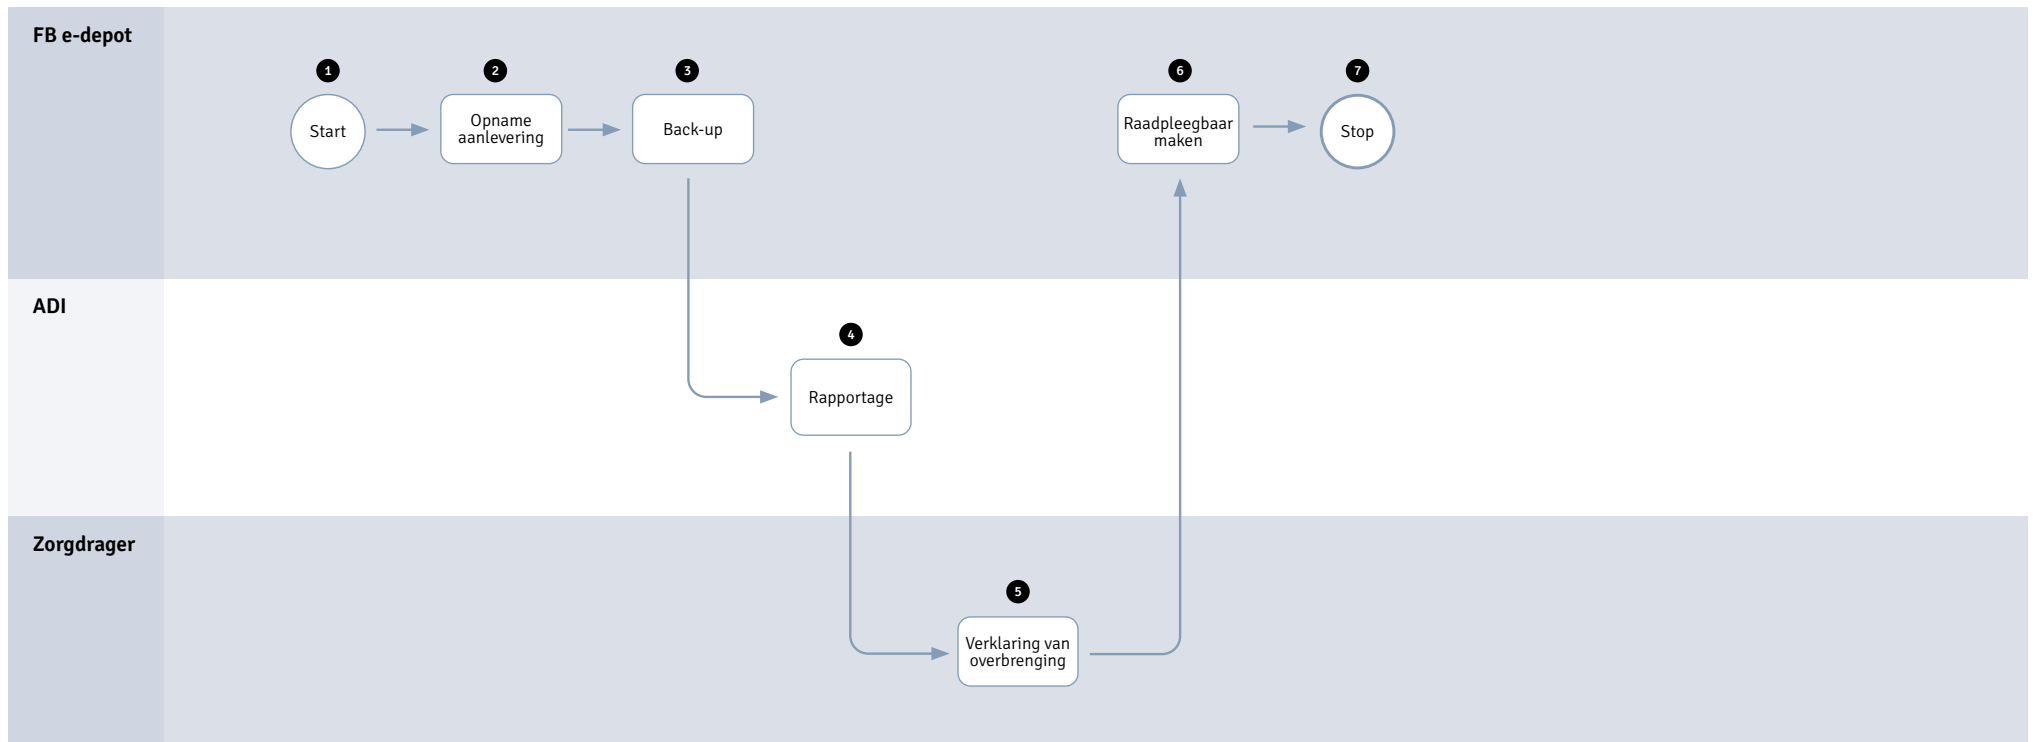 FB e-depot
1
2
3
6
7
Start
Opname
aanlevering
Back-up
Raadpleegbaar
maken
Stop
ADI
4
Rapportage
Zorgdrager
5
Verklaring van
overbrenging